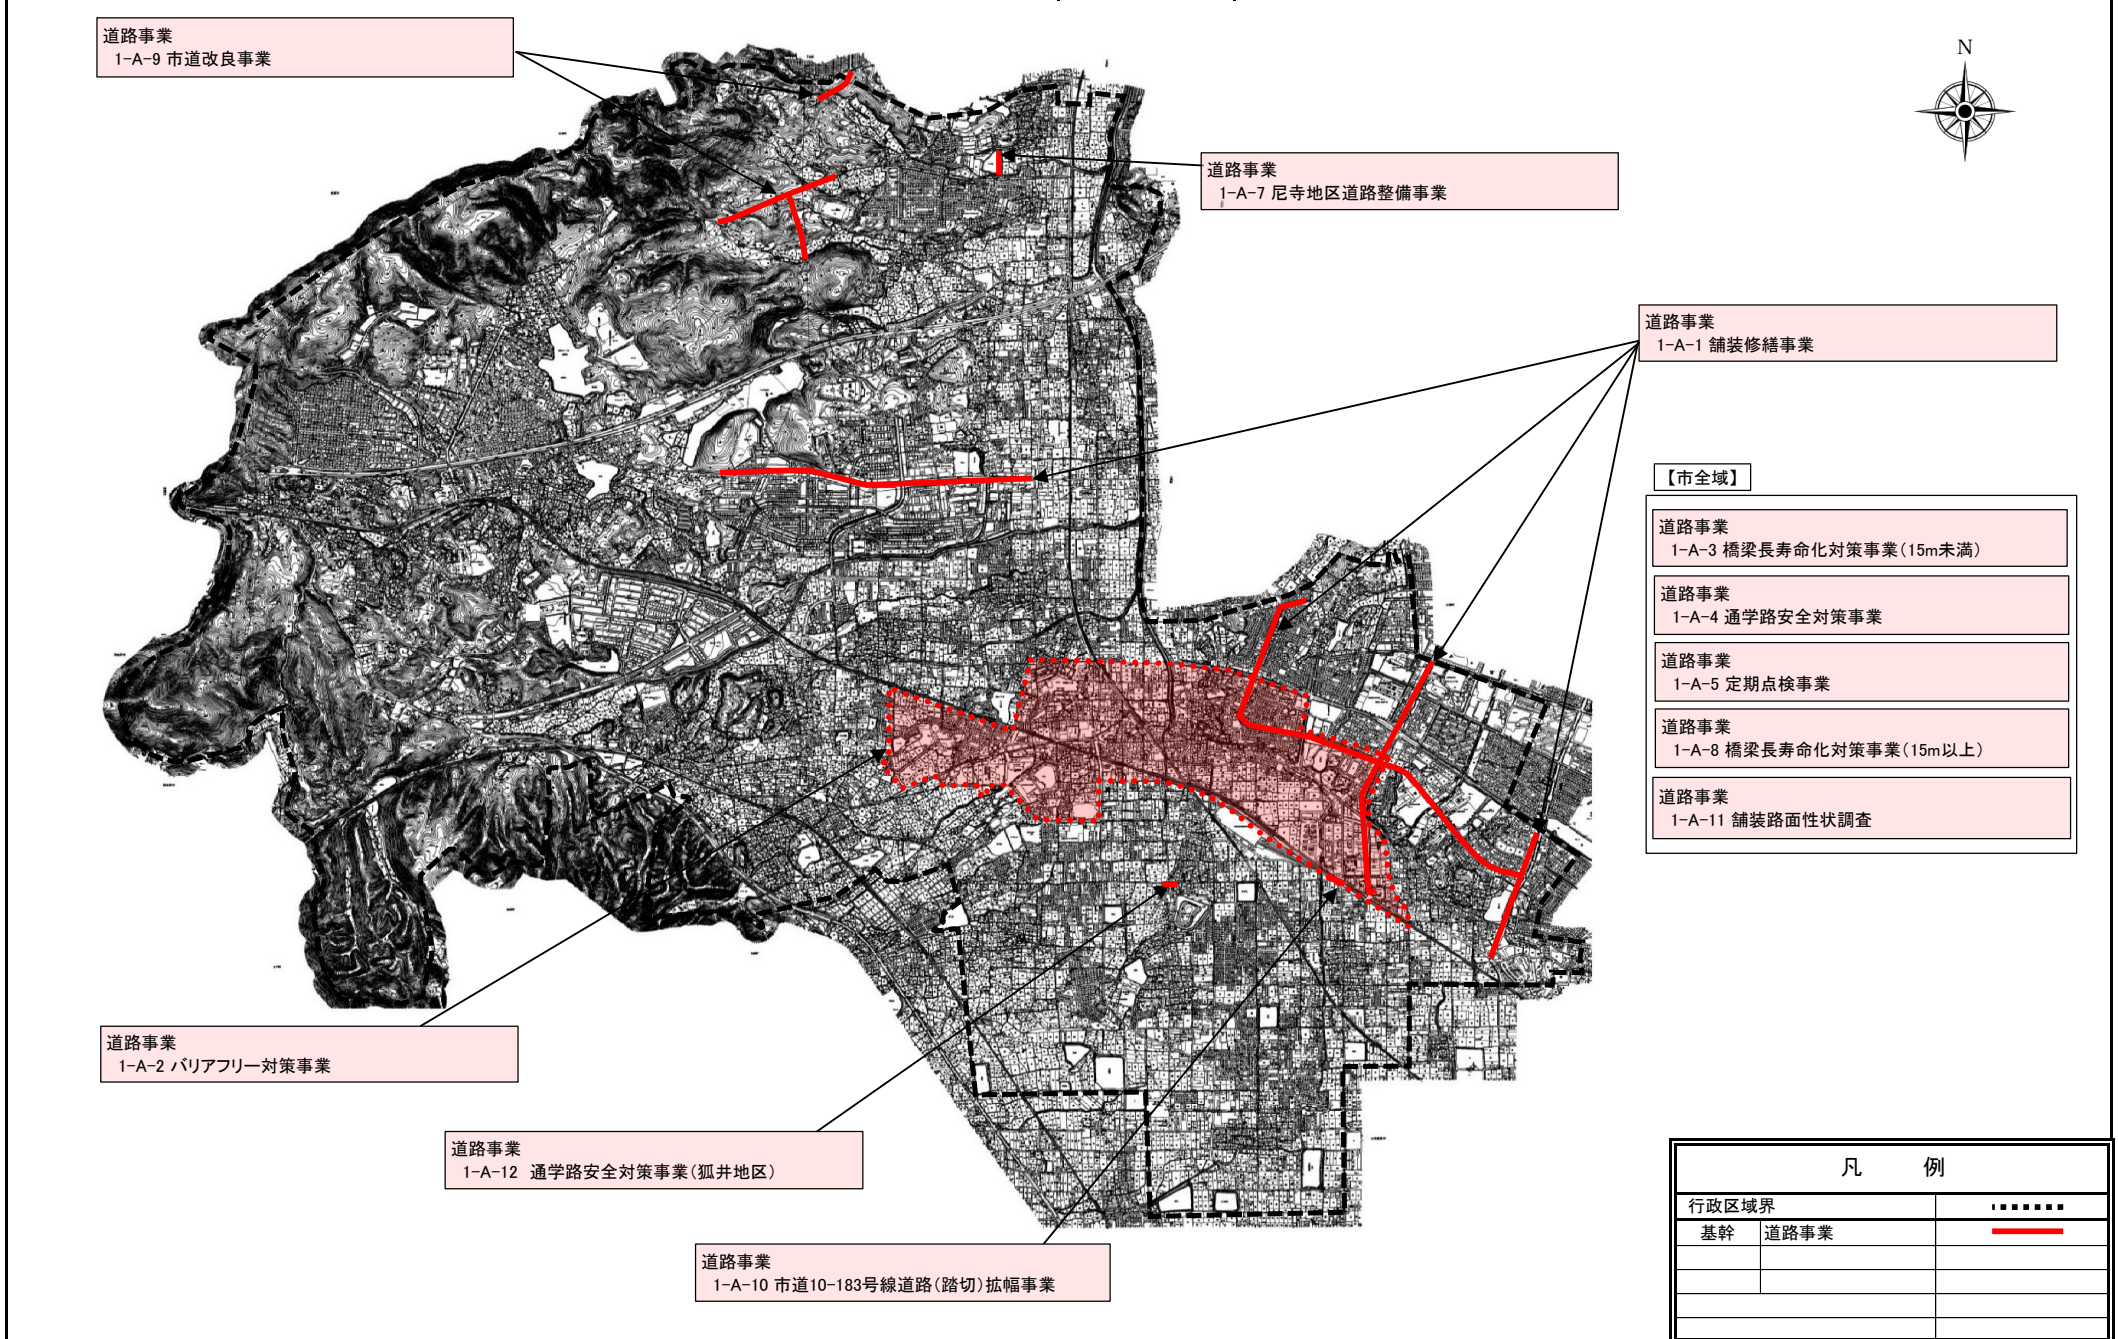 道路事業
1-A-9 市道改良事業
N
道路事業
1-A-7 尼寺地区道路整備事業
道路事業
1-A-1 舗装修繕事業
【市全域】
道路事業
1-A-3 橋梁長寿命化対策事業(15m未満)
道路事業
1-A-4 通学路安全対策事業
道路事業
1-A-5 定期点検事業
道路事業
1-A-8 橋梁長寿命化対策事業(15m以上)
道路事業
1-A-11 舗装路面性状調査
道路事業
1-A-2 バリアフリー対策事業
道路事業
1-A-12 通学路安全対策事業(狐井地区)
道路事業
1-A-10 市道10-183号線道路(踏切)拡幅事業
凡 例
行政区域界
基幹 道路事業